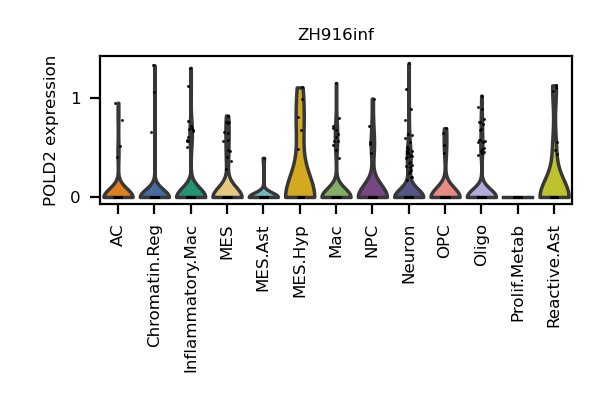 ZH916inf
POLD2 expression
1
0
AC
Chromatin.Reg
Inflammatory.Mac
MES
MES.Ast
MES.Hyp
Mac
NPC
Neuron
OPC
Oligo
Prolif.Metab
Reactive.Ast